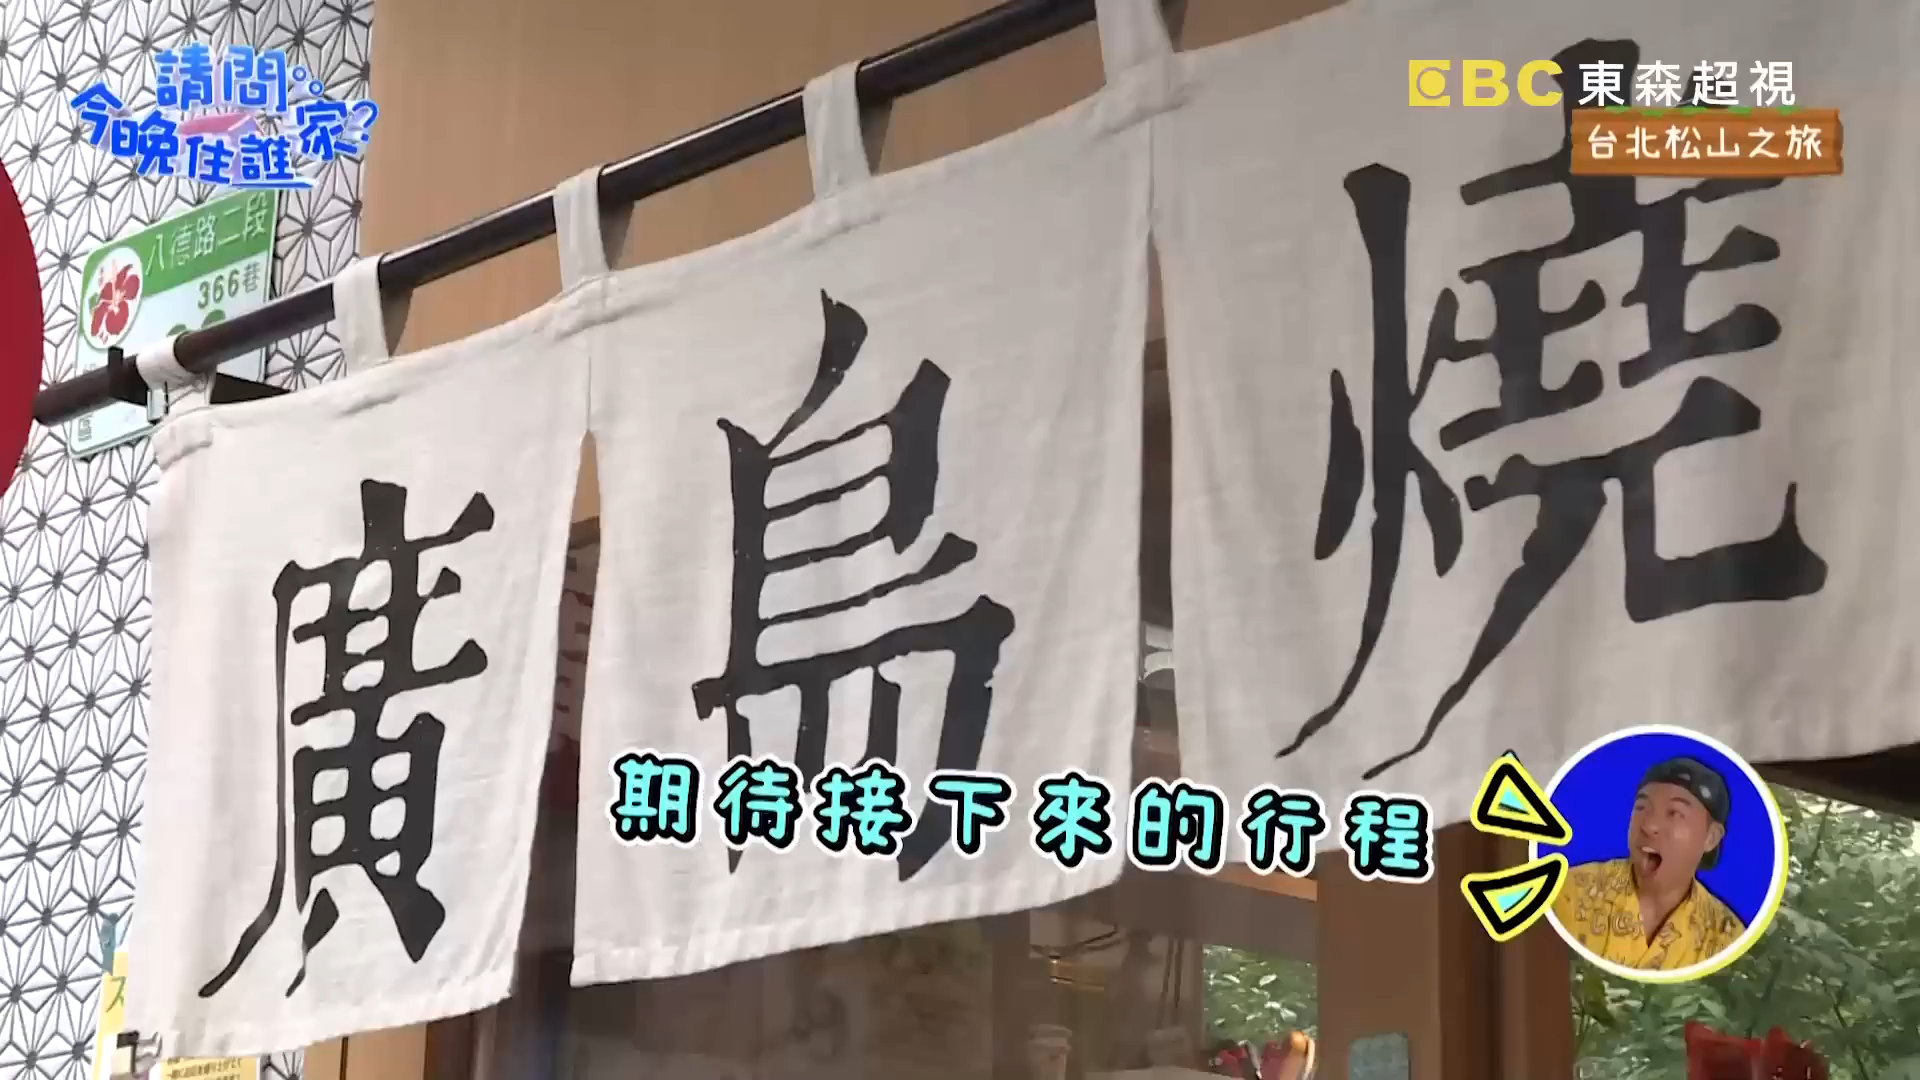 請問
今晚住誰家?
EBC 東森超視
台北松山之旅
八德路二段
366巷
廣島燒
期待接下來的行程